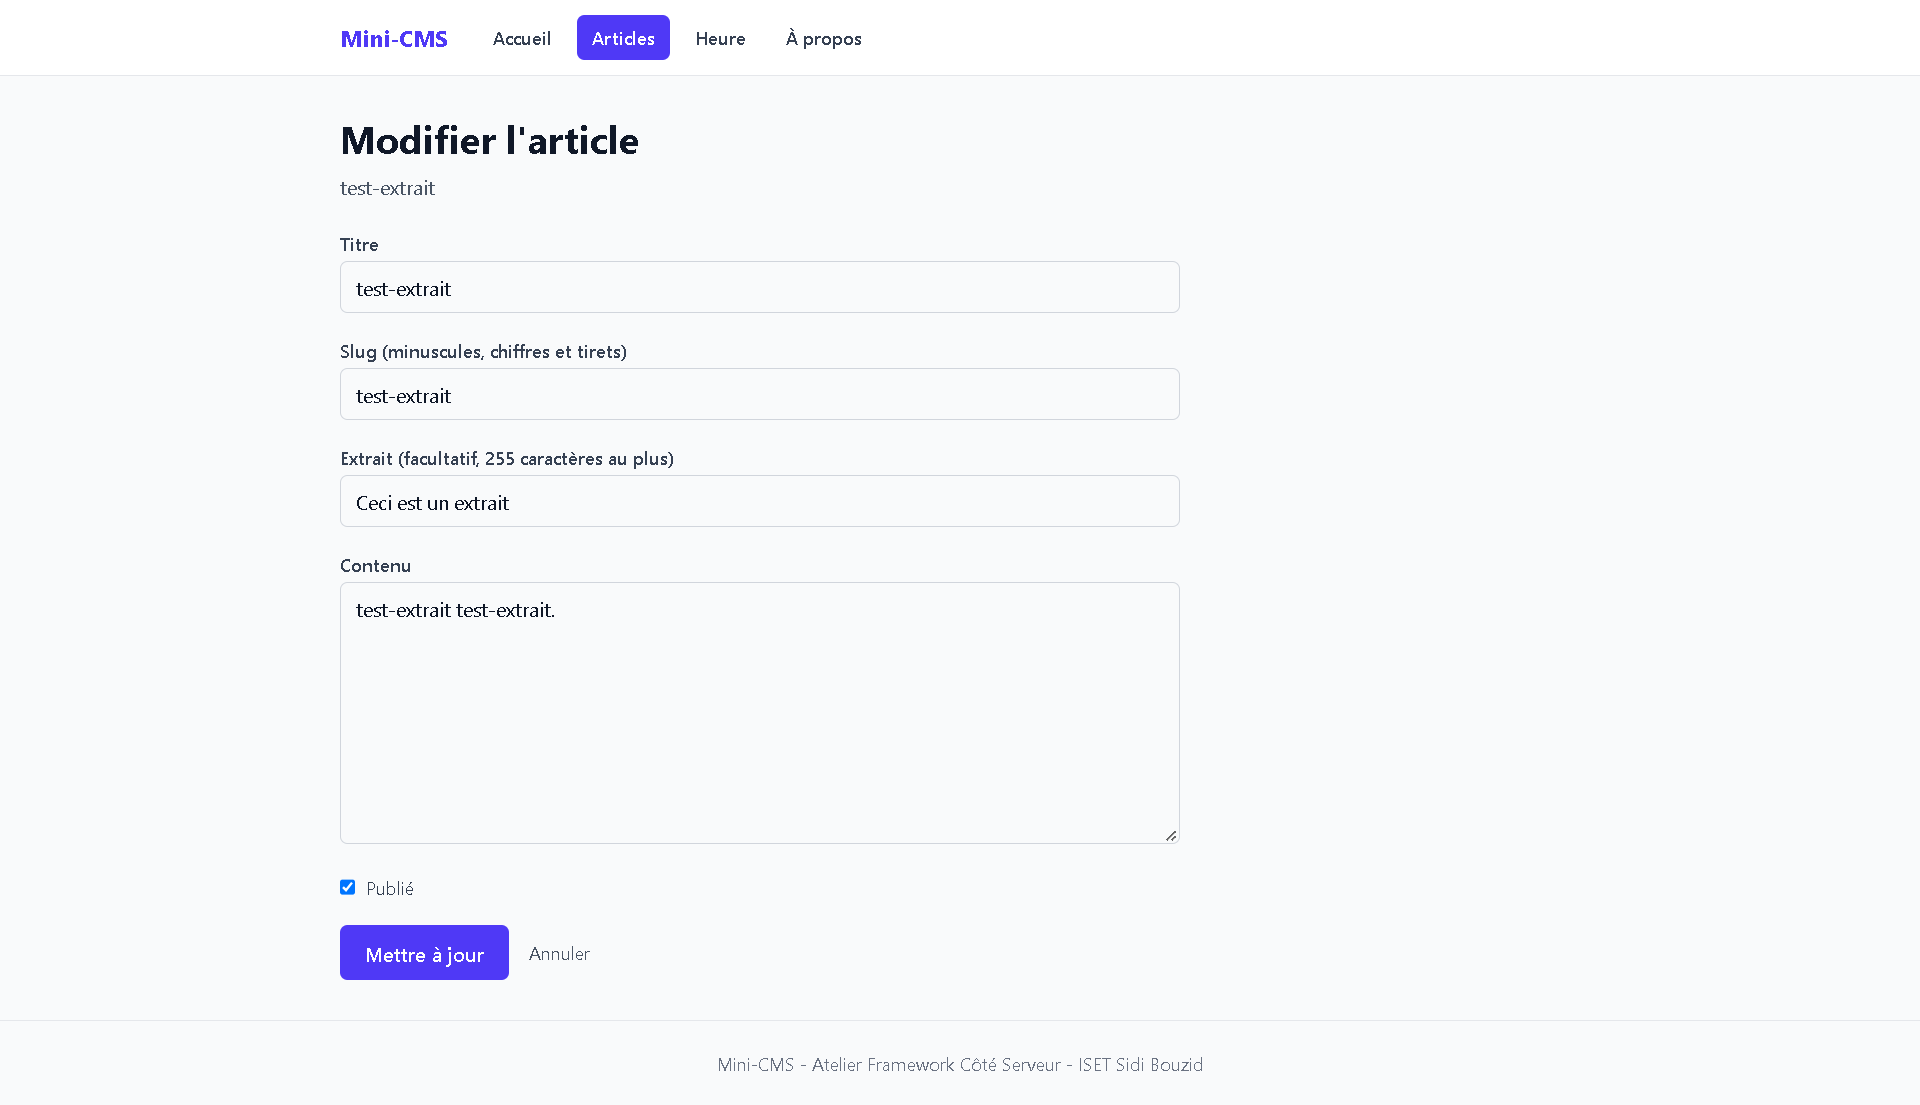 Mini-CMS Accueil Articles Heure À propos
Modifier l'article
test-extrait
Titre
test-extrait
Slug (minuscules, chiffres et tirets)
test-extrait
Extrait (facultatif, 255 caractères au plus)
Ceci est un extrait
Contenu
test-extrait test-extrait.
Publié
Mettre à jour Annuler
Mini-CMS - Atelier Framework Côté Serveur - ISET Sidi Bouzid